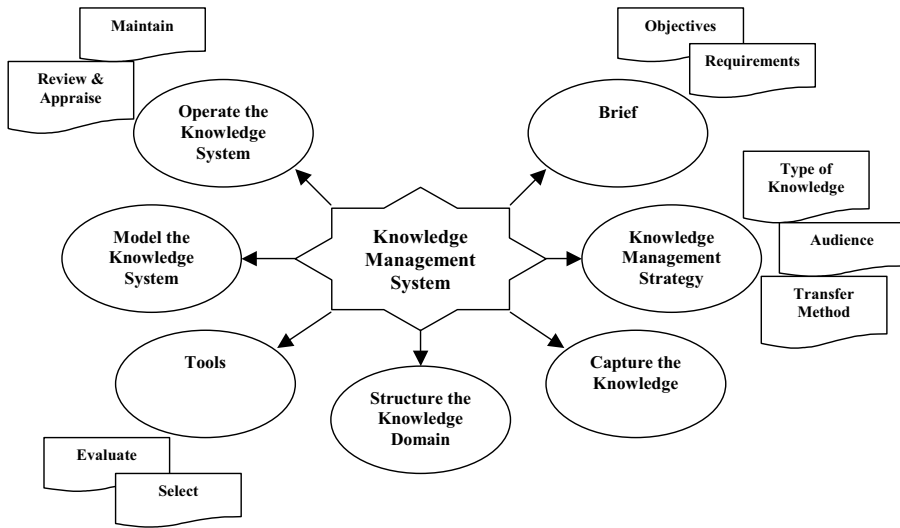 Maintain
Review &
Appraise
Operate the
Knowledge
System
Objectives
Requirements
Brief
Model the
Knowledge
System
Knowledge
Management
System
Knowledge
Management
Strategy
Type of
Knowledge
Audience
Transfer
Method
Tools
Structure the
Knowledge
Domain
Capture the
Knowledge
Evaluate
Select